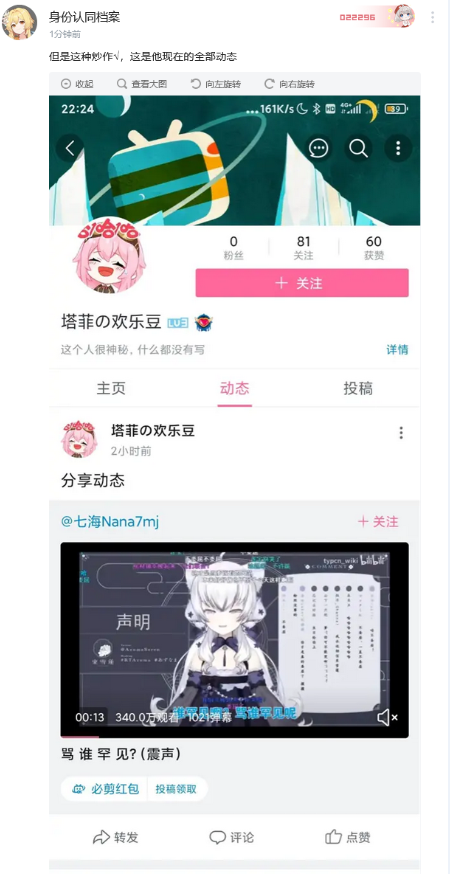 身份认同档案
022296
1分钟前
但是这种炒作√，这是他现在的全部动态
收起 查看大图 向左旋转 向右旋转
22:24 ...161K/s HD 4G+ 89
哈哈哈
0 81 60
粉丝 关注 获赞
+ 关注
塔菲の欢乐豆 LV3
这个人很神秘，什么都没有写 详情
主页 动态 投稿
塔菲の欢乐豆
2小时前
分享动态
@七海Nana7mj + 关注
typcn_wiki bilibili
声明
骂谁罕见 骂谁罕见呢
00:13 340.0万观看 1021弹幕
骂 谁 罕 见?（震声）
必剪红包 投稿领取
转发 评论 点赞